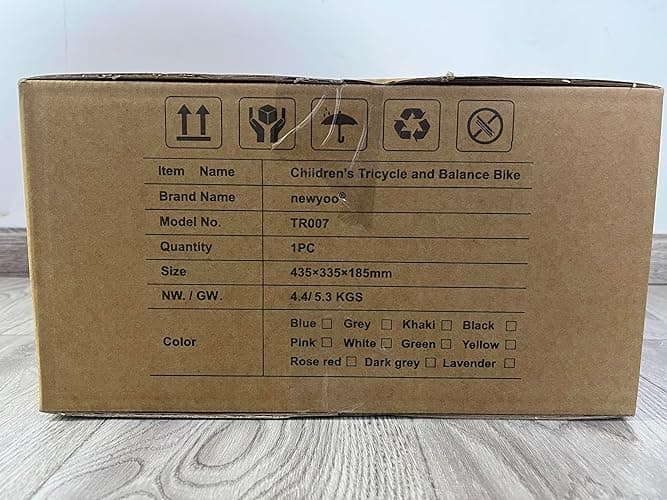 Item Name Children's Tricycle and Balance Bike
Brand Name newyoo®
Model No. TR007
Quantity 1PC
Size 435×335×185mm
NW. / GW. 4.4/ 5.3 KGS
Color Blue □ Grey □ Khaki □ Black □
Pink □ White □ Green □ Yellow □
Rose red □ Dark grey □ Lavender □